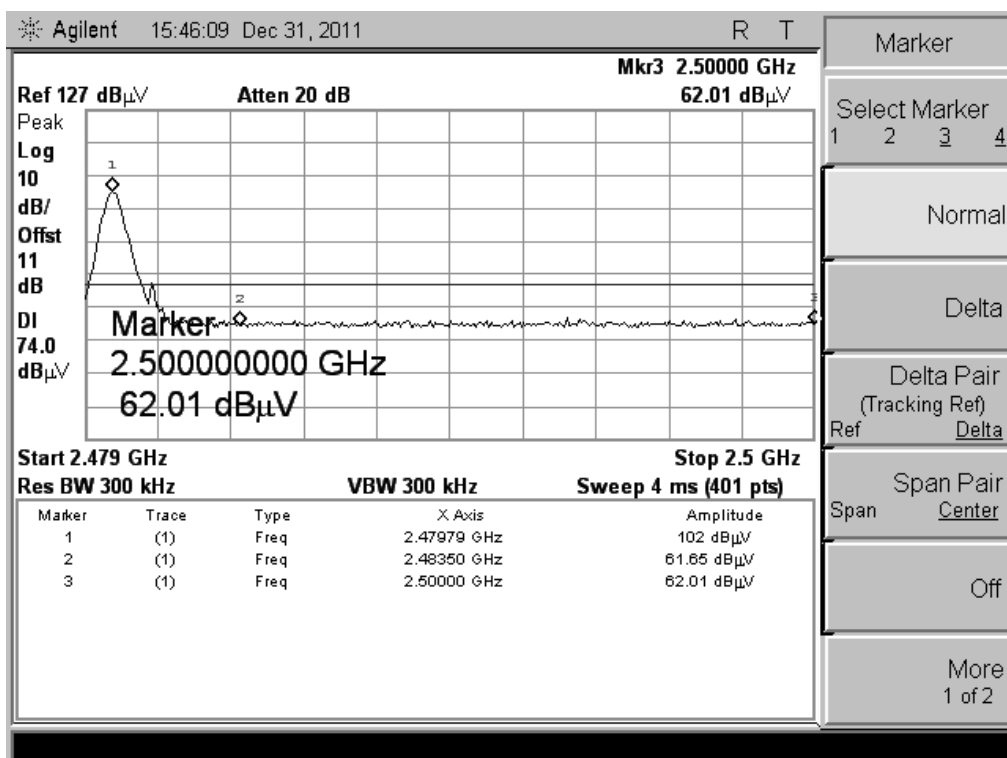 Agilent 15:46:09 Dec 31, 2011 R T
Mkr3 2.50000 GHz
Ref 127 dBµV Atten 20 dB 62.01 dBµV
Peak
Log
10
dB/
Offst
11
dB
DI
74.0
dBµV
1
2
3
Marker
2.500000000 GHz
62.01 dBµV
Start 2.479 GHz Stop 2.5 GHz
Res BW 300 kHz VBW 300 kHz Sweep 4 ms (401 pts)
Marker Trace Type X Axis Amplitude
1 (1) Freq 2.47979 GHz 102 dBµV
2 (1) Freq 2.48350 GHz 61.65 dBµV
3 (1) Freq 2.50000 GHz 62.01 dBµV
Marker
Select Marker
1 2 3 4
Normal
Delta
Delta Pair
(Tracking Ref)
Ref Delta
Span Pair
Span Center
Off
More
1 of 2